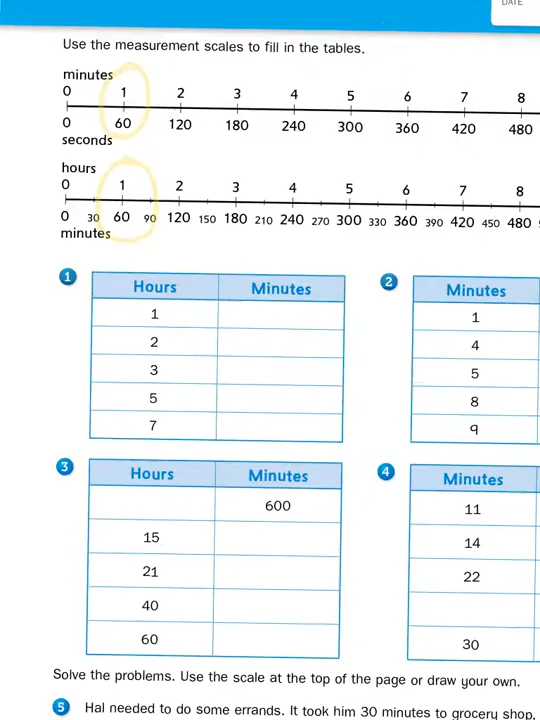 DATE
Use the measurement scales to fill in the tables.
minutes
0 1 2 3 4 5 6 7 8
0 60 120 180 240 300 360 420 480
seconds
hours
0 1 2 3 4 5 6 7 8
0 30 60 90 120 150 180 210 240 270 300 330 360 390 420 450 480
minutes
1
Hours Minutes
1
2
3
5
7
2
Minutes
1
4
5
8
9
3
Hours Minutes
600
15
21
40
60
4
Minutes
11
14
22
30
Solve the problems. Use the scale at the top of the page or draw your own.
5 Hal needed to do some errands. It took him 30 minutes to grocery shop,